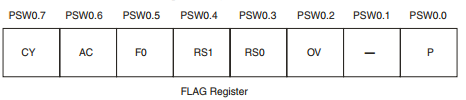 PSW0.7 PSW0.6 PSW0.5 PSW0.4 PSW0.3 PSW0.2 PSW0.1 PSW0.0
CY AC F0 RS1 RS0 OV — P
FLAG Register